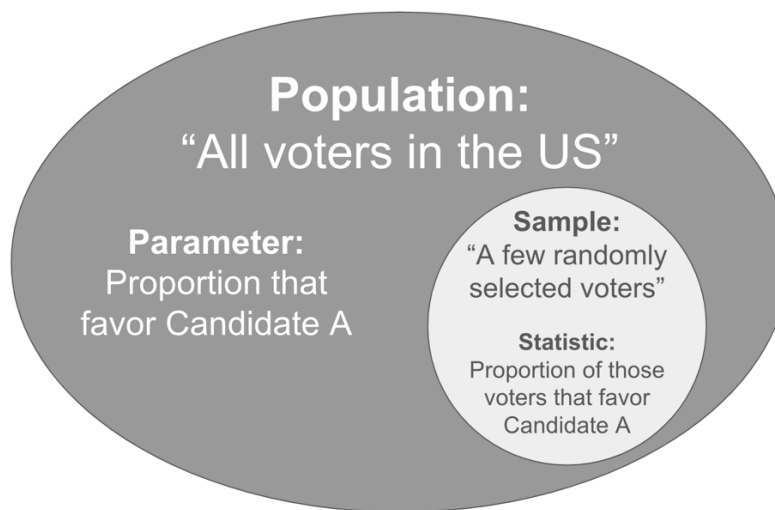 Population:
“All voters in the US”
Parameter:
Proportion that
favor Candidate A
Sample:
“A few randomly
selected voters”
Statistic:
Proportion of those
voters that favor
Candidate A